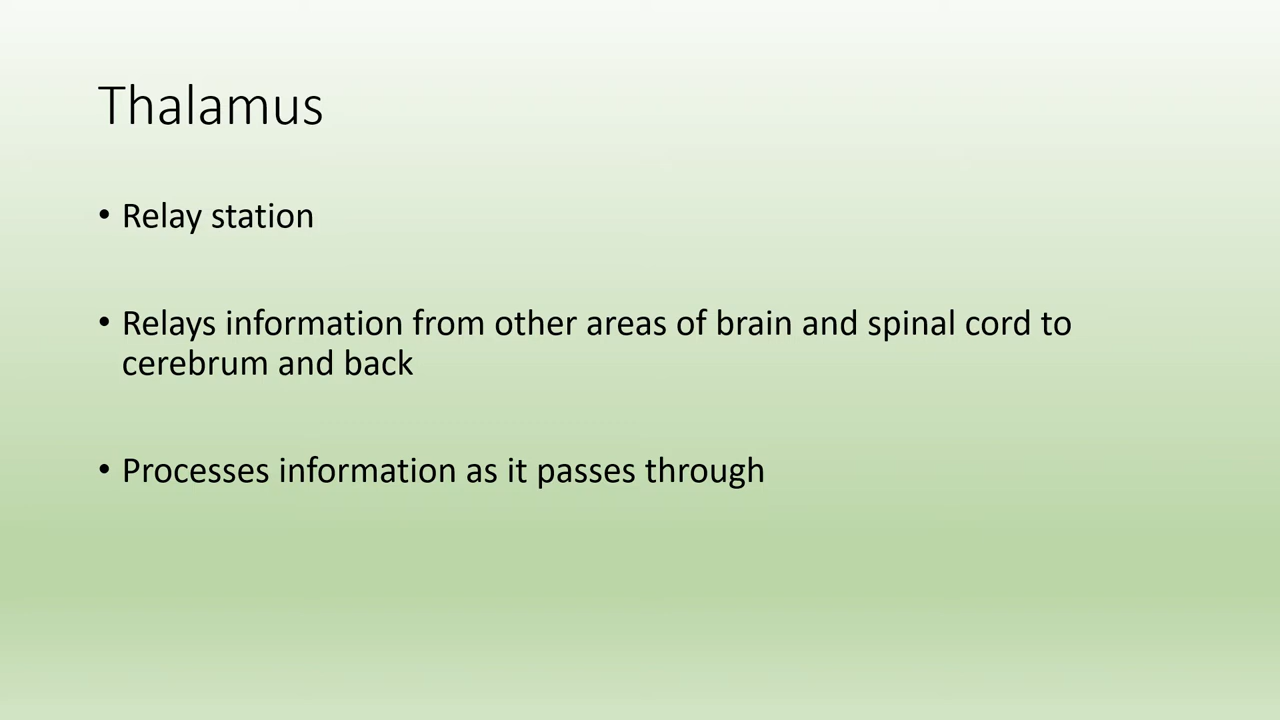 Thalamus
• Relay station
• Relays information from other areas of brain and spinal cord to
cerebrum and back
• Processes information as it passes through